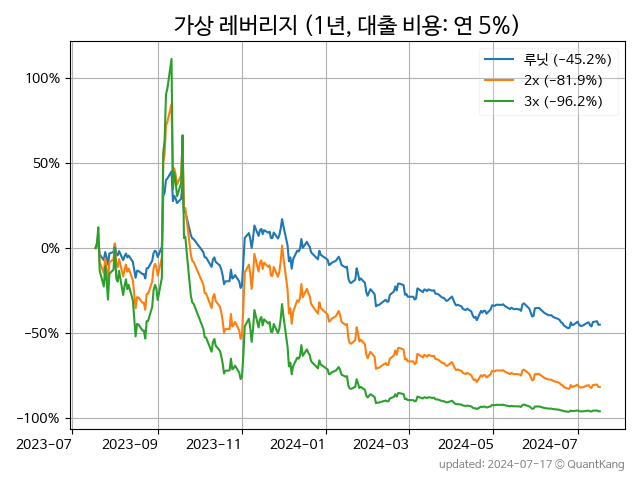 가상 레버리지 (1년, 대출 비용: 연 5%)
루닛 (−45.2%)
2x (−81.9%)
3x (−96.2%)
100%
50%
0%
−50%
−100%
2023-07 2023-09 2023-11 2024-01 2024-03 2024-05 2024-07
updated: 2024-07-17 © QuantKang